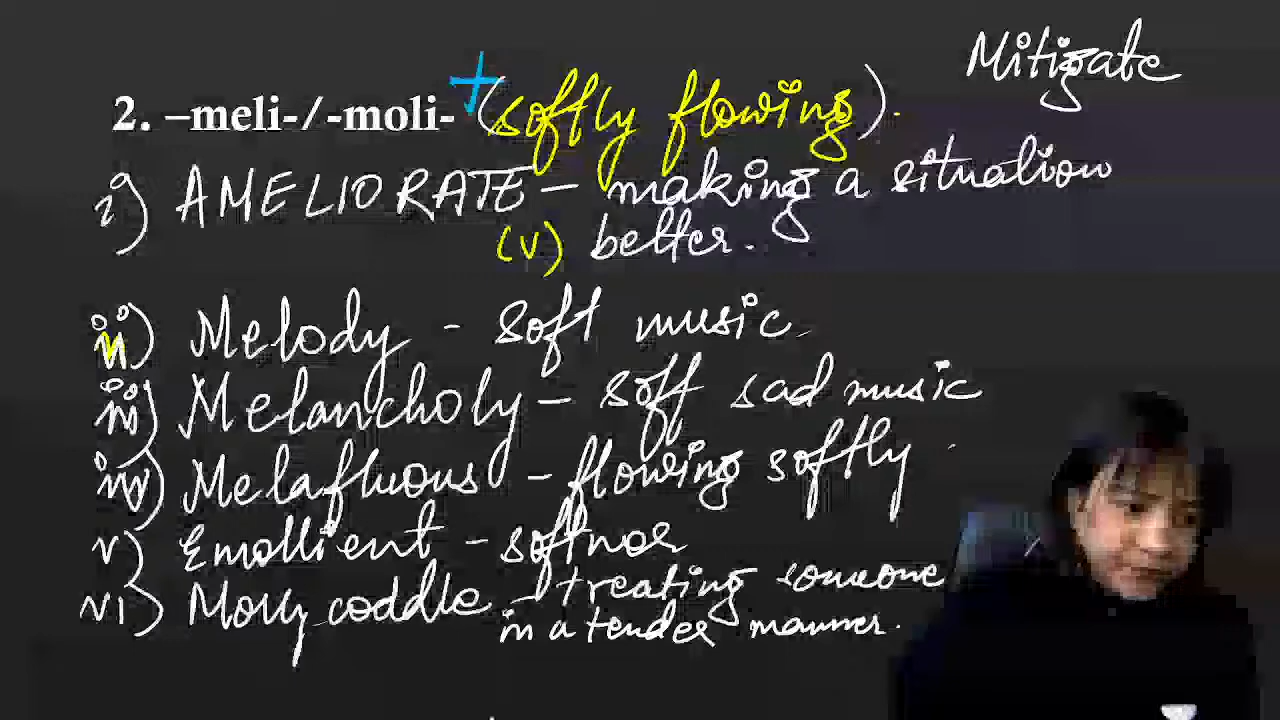 Mitigate
2. –meli-/-moli- + (softly flowing).
i) AMELIORATE – making a situation
(v) better.
ii) Melody - soft music.
iii) Melancholy – soft sad music
iv) Melafluous - flowing softly
v) Emollient - softnor
vi) Molly coddle - treating someone
in a tender manner.